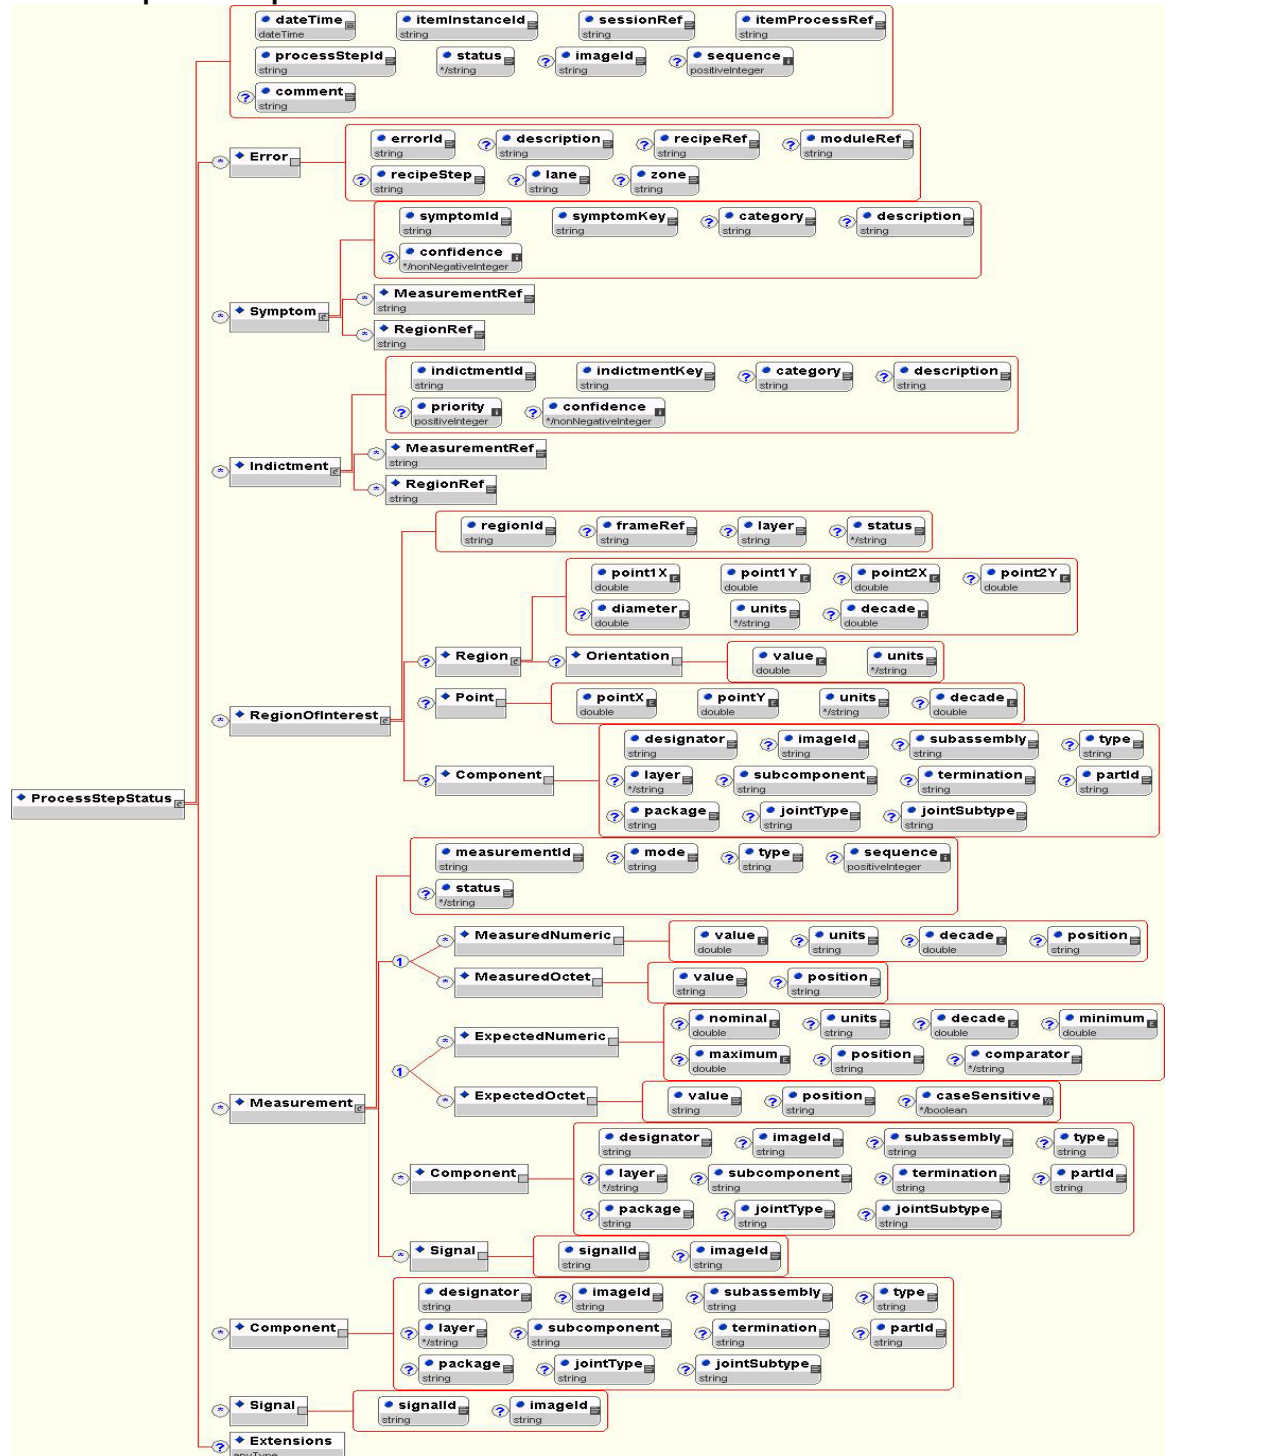 dateTime itemInstanceId sessionRef itemProcessRef
dateTime string string string
processStepId status ? imageId ? sequence
string */string string positiveInteger
? comment
string
* Error
errorId ? description ? recipeRef ? moduleRef
string string string string
? recipeStep ? lane ? zone
string string string
symptomId symptomKey ? category ? description
string string string string
? confidence
*/nonNegativeInteger
* Symptom
* MeasurementRef
string
* RegionRef
string
indictmentId indictmentKey ? category ? description
string string string string
? priority ? confidence
positiveInteger */nonNegativeInteger
* Indictment
* MeasurementRef
string
* RegionRef
string
regionId ? frameRef ? layer ? status
string string string */string
point1X point1Y ? point2X ? point2Y
double double double double
? diameter units ? decade
double */string double
? Region ? Orientation value units
double */string
? Point pointX pointY units ? decade
double double */string double
* RegionOfInterest
designator ? imageId ? subassembly ? type
string string string string
? Component ? layer ? subcomponent ? termination ? partId
*/string string string string
? package ? jointType ? jointSubtype
string string string
ProcessStepStatus
measurementId ? mode ? type ? sequence
string string string positiveInteger
? status
*/string
1 * MeasuredNumeric value ? units ? decade ? position
double string double string
* MeasuredOctet value ? position
string string
1 * ExpectedNumeric ? nominal ? units ? decade ? minimum
double string double double
? maximum ? position ? comparator
double string */string
* Measurement
* ExpectedOctet value ? position ? caseSensitive
string string */boolean
designator ? imageId ? subassembly ? type
string string string string
* Component ? layer ? subcomponent ? termination ? partId
*/string string string string
? package ? jointType ? jointSubtype
string string string
* Signal signalId ? imageId
string string
designator ? imageId ? subassembly ? type
string string string string
* Component ? layer ? subcomponent ? termination ? partId
*/string string string string
? package ? jointType ? jointSubtype
string string string
* Signal signalId ? imageId
string string
? Extensions
anyType